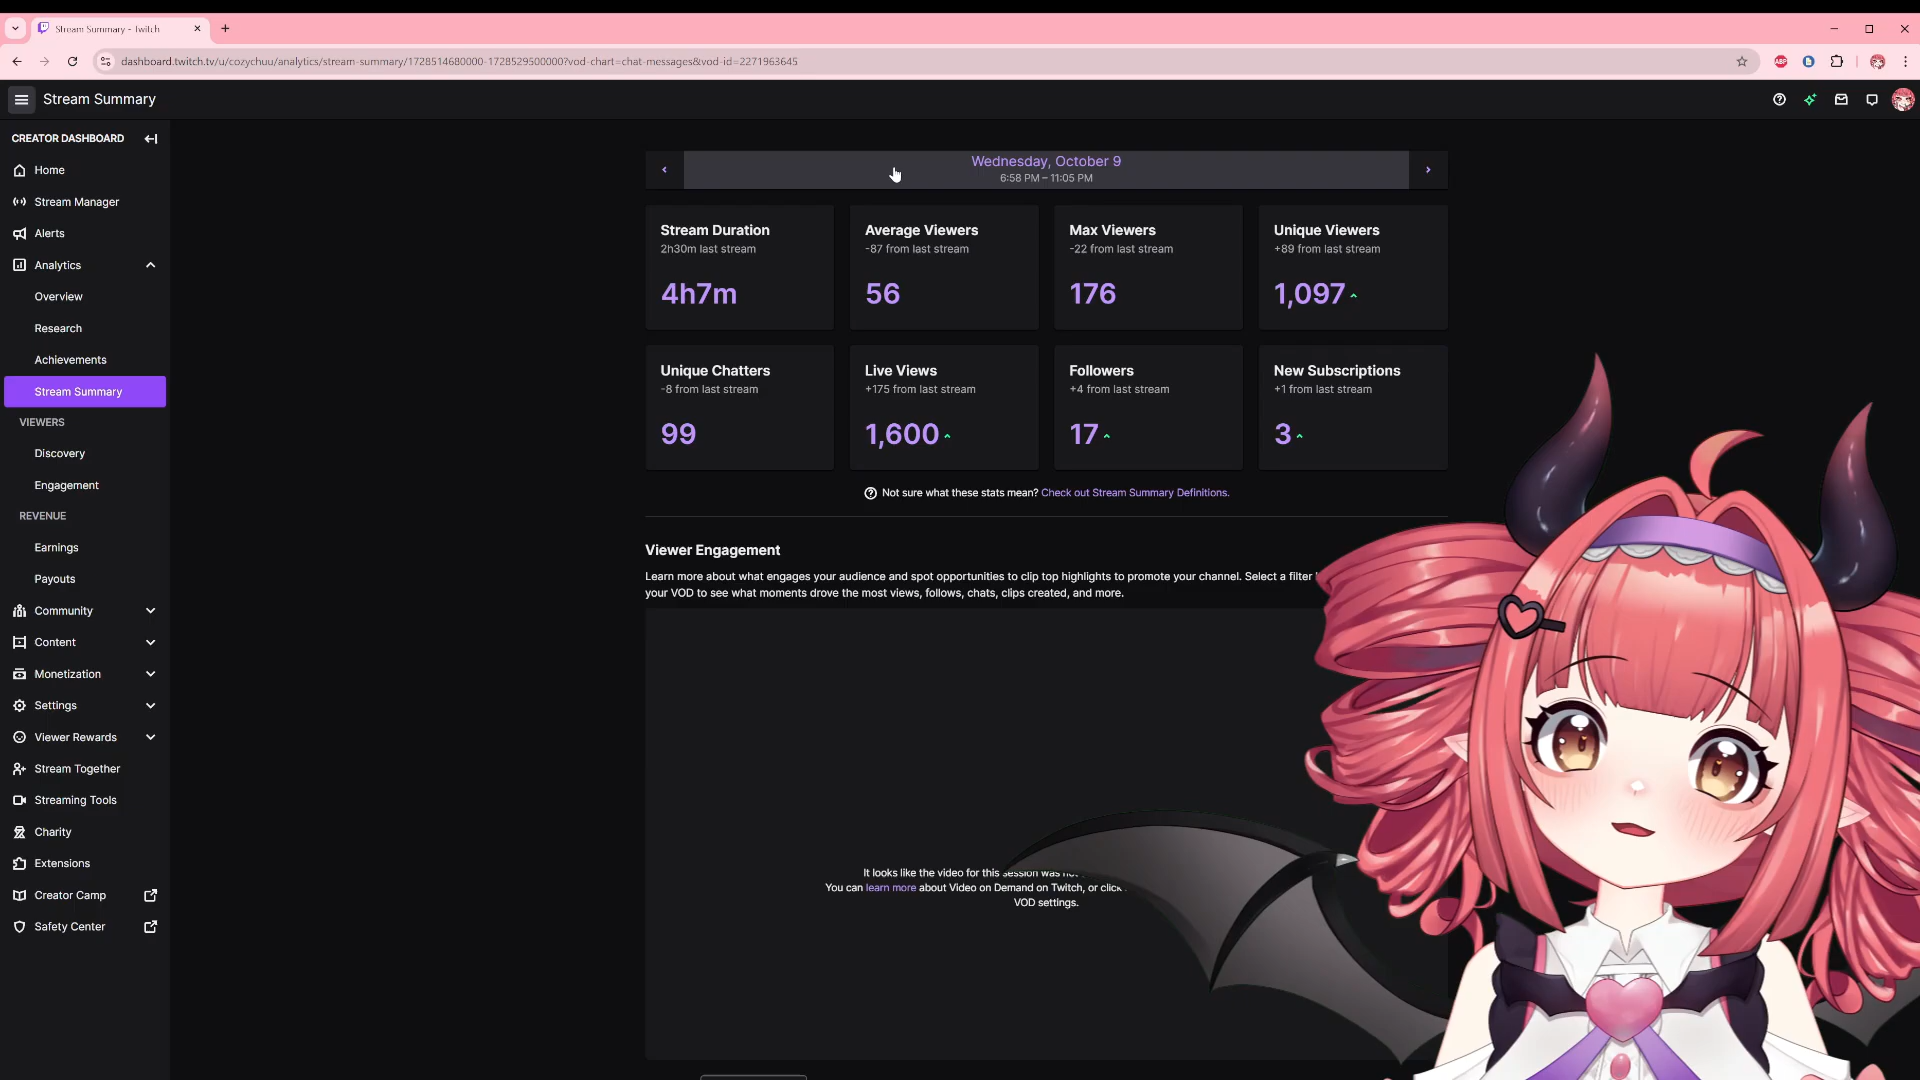 Stream Summary - Twitch
dashboard.twitch.tv/u/cozychuu/analytics/stream-summary/1728514680000-1728529500000?vod-chart=chat-messages&vod-id=2271963645
ABP
Stream Summary
CREATOR DASHBOARD
Home
Stream Manager
Alerts
Analytics
Overview
Research
Achievements
Stream Summary
VIEWERS
Discovery
Engagement
REVENUE
Earnings
Payouts
Community
Content
Monetization
Settings
Viewer Rewards
Stream Together
Streaming Tools
Charity
Extensions
Creator Camp
Safety Center
Wednesday, October 9
6:58 PM – 11:05 PM
Stream Duration
2h30m last stream
4h7m
Average Viewers
-87 from last stream
56
Max Viewers
-22 from last stream
176
Unique Viewers
+89 from last stream
1,097
Unique Chatters
-8 from last stream
99
Live Views
+175 from last stream
1,600
Followers
+4 from last stream
17
New Subscriptions
+1 from last stream
3
Not sure what these stats mean? Check out Stream Summary Definitions.
Viewer Engagement
Learn more about what engages your audience and spot opportunities to clip top highlights to promote your channel. Select a filter
your VOD to see what moments drove the most views, follows, chats, clips created, and more.
It looks like the video for this session was
You can learn more about Video on Demand on Twitch, or click
VOD settings.